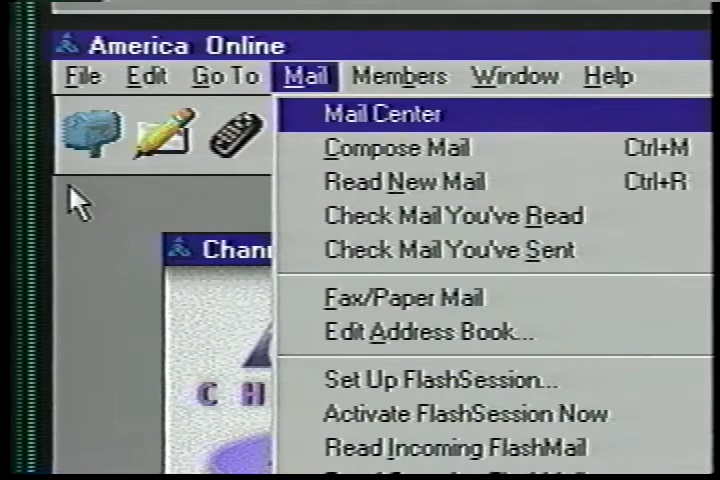 America Online
File Edit Go To Mail Members Window Help
Mail Center
Compose Mail Ctrl+M
Read New Mail Ctrl+R
Check Mail You've Read
Check Mail You've Sent
Fax/Paper Mail
Edit Address Book...
Set Up FlashSession...
Activate FlashSession Now
Read Incoming FlashMail
Chann
C H